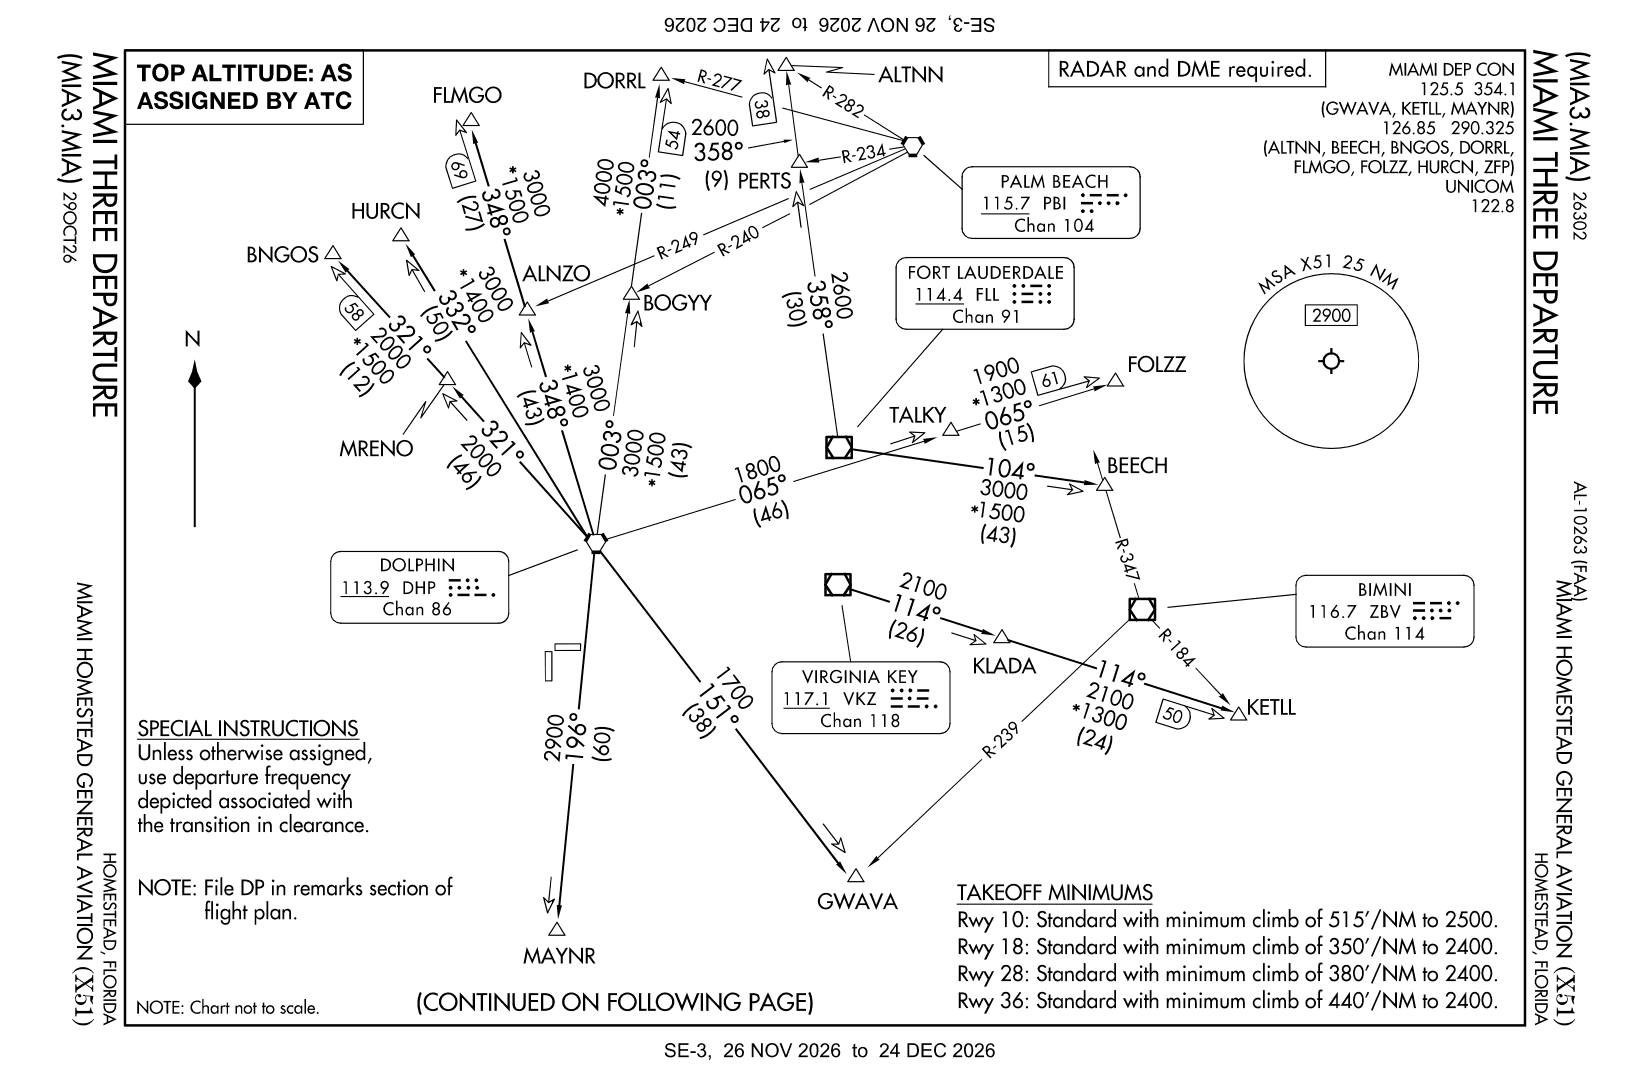 SE-3, 26 NOV 2026 to 24 DEC 2026
MIAMI THREE DEPARTURE
(MIA3.MIA) 29OCT26
MIAMI HOMESTEAD GENERAL AVIATION (X51)
HOMESTEAD, FLORIDA
TOP ALTITUDE: AS
ASSIGNED BY ATC
RADAR and DME required.
MIAMI DEP CON
125.5 354.1
(GWAVA, KETLL, MAYNR)
126.85 290.325
(ALTNN, BEECH, BNGOS, DORRL,
FLMGO, FOLZZ, HURCN, ZFP)
UNICOM
122.8
FLMGO
69
3000
*1500
348°
(27)
HURCN
BNGOS
58
321°
2000
*1500
(12)
3000
*1400
332°
(50)
MRENO
321°
2000
(46)
ALNZO
3000
*1400
348°
(43)
DORRL
R-277
54
4000
*1500
003°
(11)
BOGYY
003°
3000
*1500
(43)
2600
358°
(9)
PERTS
38
ALTNN
R-282
R-234
R-249
R-240
2600
358°
(30)
PALM BEACH
115.7 PBI
Chan 104
FORT LAUDERDALE
114.4 FLL
Chan 91
MSA X51 25 NM
2900
N
1900
*1300
065°
(15)
61
FOLZZ
TALKY
1800
065°
(46)
104°
3000
*1500
(43)
BEECH
R-347
DOLPHIN
113.9 DHP
Chan 86
2100
114°
(26)
KLADA
BIMINI
116.7 ZBV
Chan 114
R-184
VIRGINIA KEY
117.1 VKZ
Chan 118
114°
2100
*1300
(24)
50
KETLL
R-239
1700
151°
(38)
GWAVA
2900
196°
(60)
MAYNR
SPECIAL INSTRUCTIONS
Unless otherwise assigned,
use departure frequency
depicted associated with
the transition in clearance.
NOTE: File DP in remarks section of
flight plan.
NOTE: Chart not to scale.
(CONTINUED ON FOLLOWING PAGE)
TAKEOFF MINIMUMS
Rwy 10: Standard with minimum climb of 515'/NM to 2500.
Rwy 18: Standard with minimum climb of 350'/NM to 2400.
Rwy 28: Standard with minimum climb of 380'/NM to 2400.
Rwy 36: Standard with minimum climb of 440'/NM to 2400.
MIAMI THREE DEPARTURE
(MIA3.MIA) 26302
AL-10263 (FAA)
MIAMI HOMESTEAD GENERAL AVIATION (X51)
HOMESTEAD, FLORIDA
SE-3, 26 NOV 2026 to 24 DEC 2026